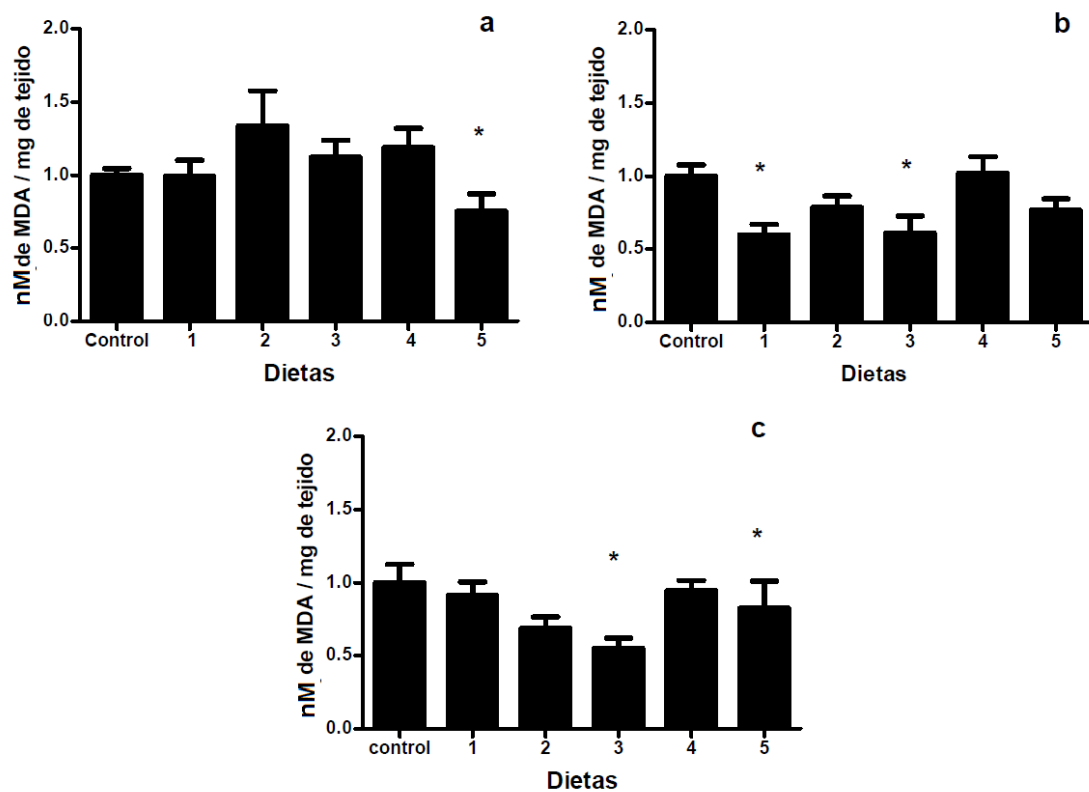 a
nM de MDA / mg de tejido
2.0
1.5
1.0
0.5
0.0
*
Control 1 2 3 4 5
Dietas
b
nM de MDA / mg de tejido
2.0
1.5
1.0
0.5
0.0
* *
Control 1 2 3 4 5
Dietas
c
nM de MDA / mg de tejido
2.0
1.5
1.0
0.5
0.0
* *
control 1 2 3 4 5
Dietas